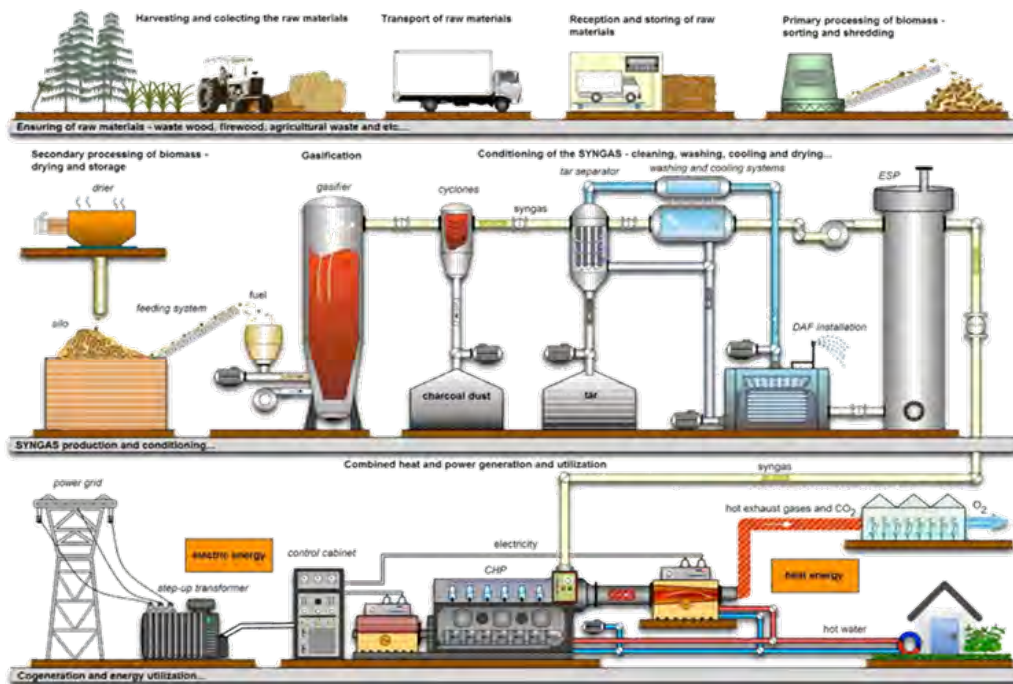 Harvesting and colecting the raw materials
Transport of raw materials
Reception and storing of raw
materials
Primary processing of biomass -
sorting and shredding
Ensuring of raw materials - waste wood, firewood, agricultural waste and etc...
Secondary processing of biomass -
drying and storage
Gasification
Conditioning of the SYNGAS - cleaning, washing, cooling and drying...
drier
gasifier
cyclones
syngas
tar separator
washing and cooling systems
ESP
feeding system
fuel
silo
DAF installation
charcoal dust
tar
SYNGAS production and conditioning...
Combined heat and power generation and utilization
syngas
power grid
hot exhaust gases and CO2
O2
electric energy
control cabinet
electricity
CHP
heat energy
step-up transformer
hot water
Cogeneration and energy utilization...